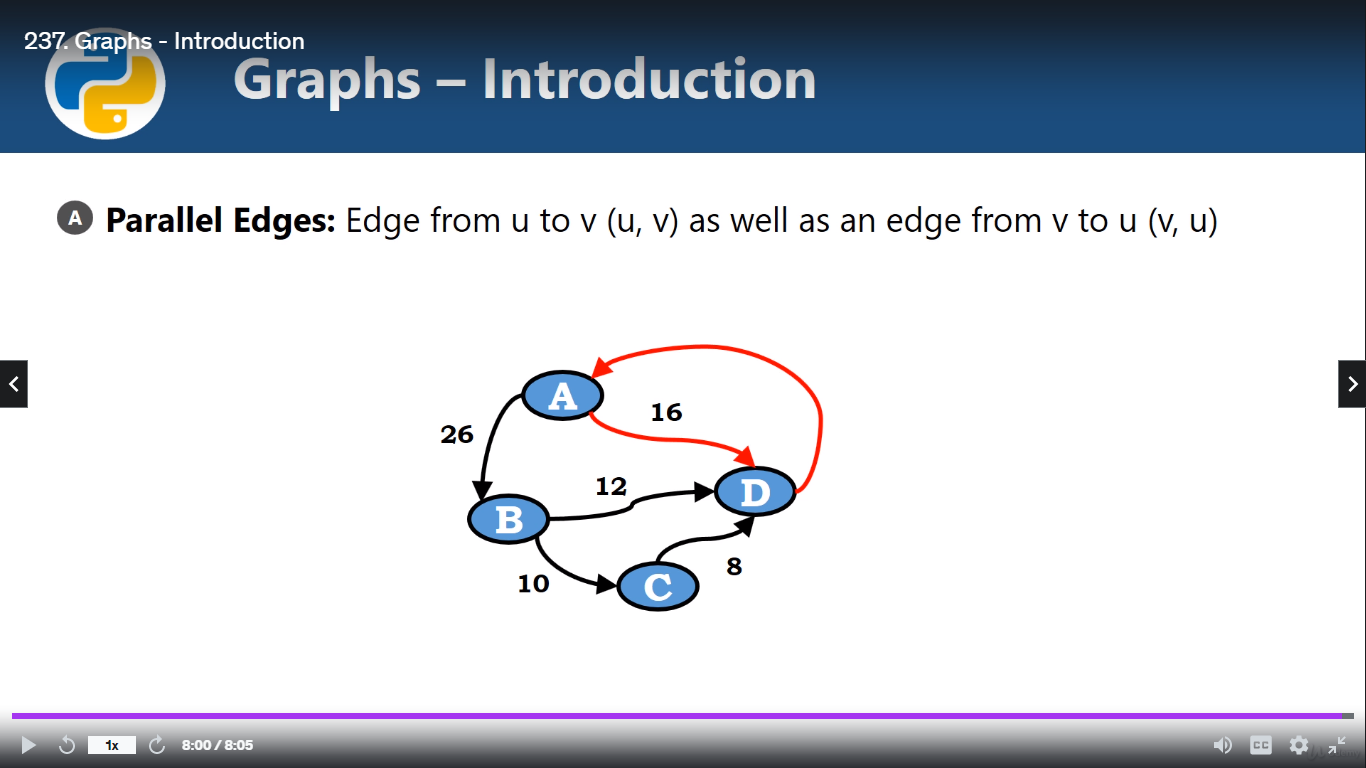 237. Graphs - Introduction
Graphs – Introduction
A Parallel Edges: Edge from u to v (u, v) as well as an edge from v to u (v, u)
A
16
26
12
D
B
10
C
8
1x
8:00 / 8:05
CC